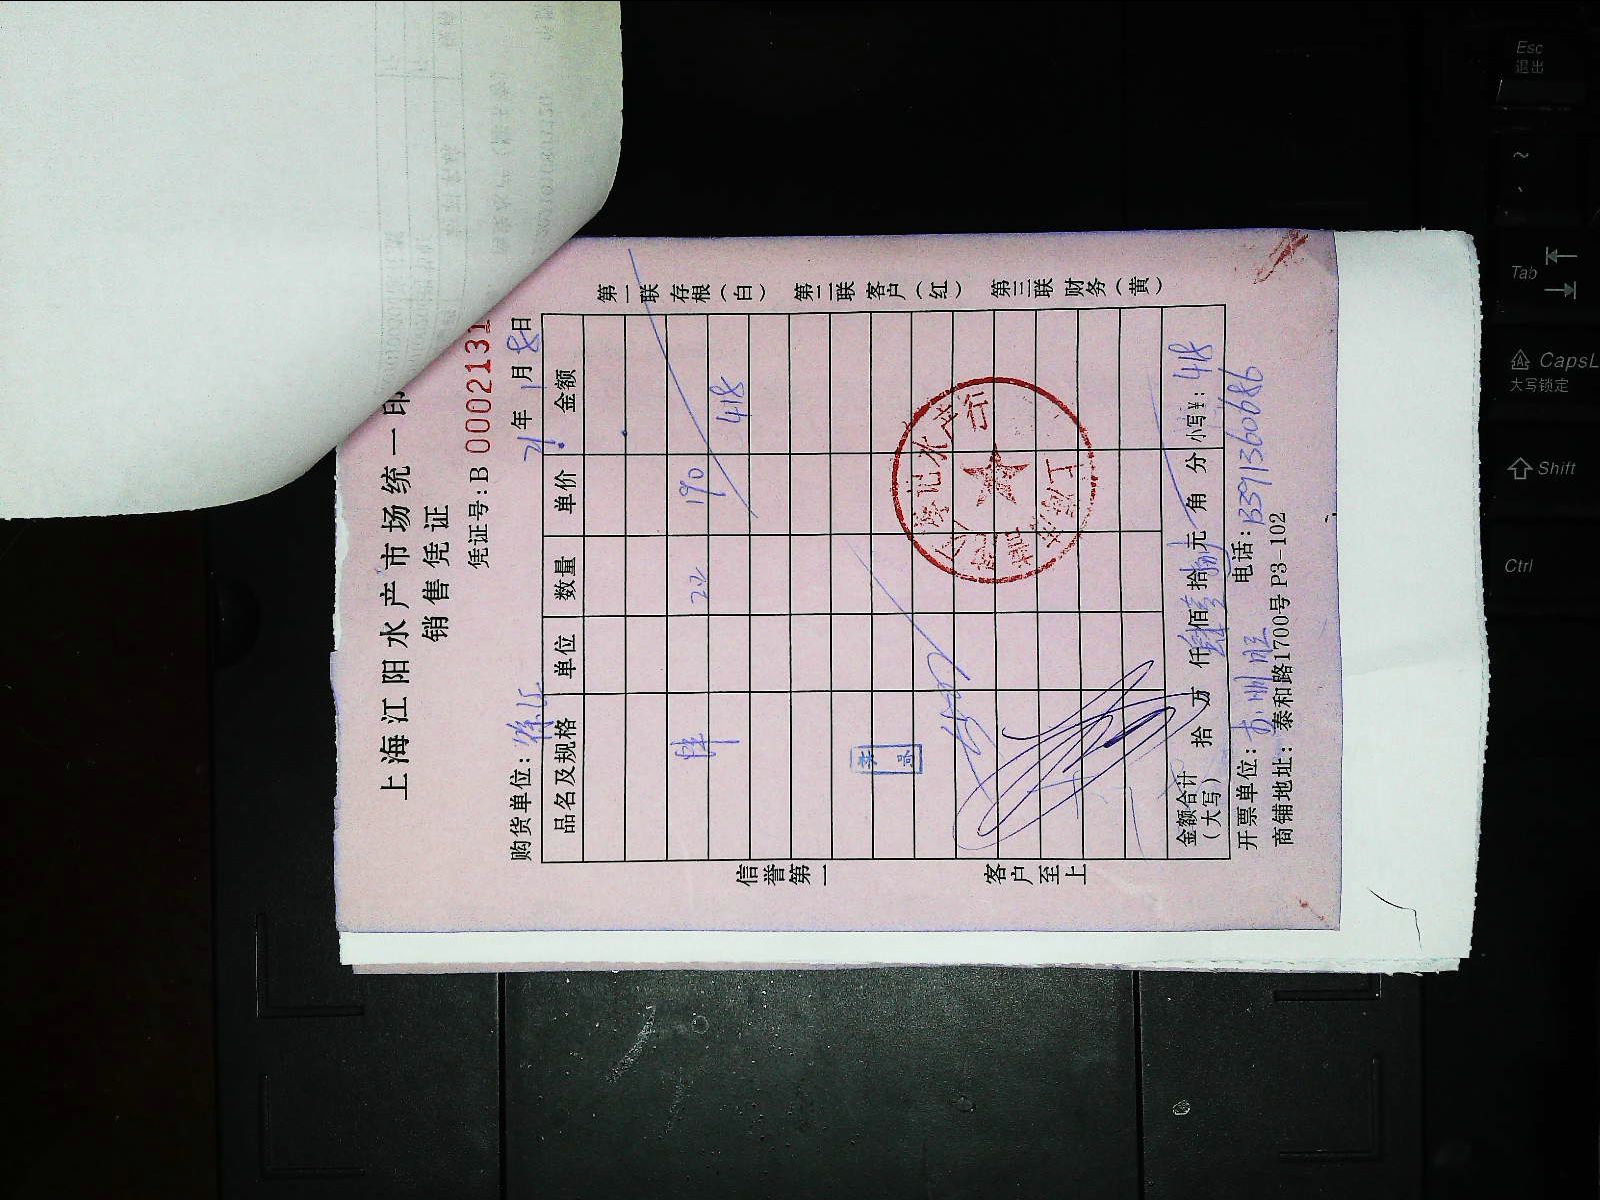 上海江阳水产市场统一印
销售凭证
凭证号:B 0002131
购货单位: 21年1月8日
品名及规格 单位 数量 单价 金额
22 190
418
信誉第一
客户至上
第一联 存根(白) 第二联 客户(红) 第三联 财务(黄)
金额合计(大写) 拾 万 仟肆佰壹拾捌元 角 分 小写¥: 418
开票单位: 电话: 13391360686
商铺地址: 泰和路1700号 P3-102
Esc
退出
~
Tab
CapsL
大写锁定
Shift
Ctrl